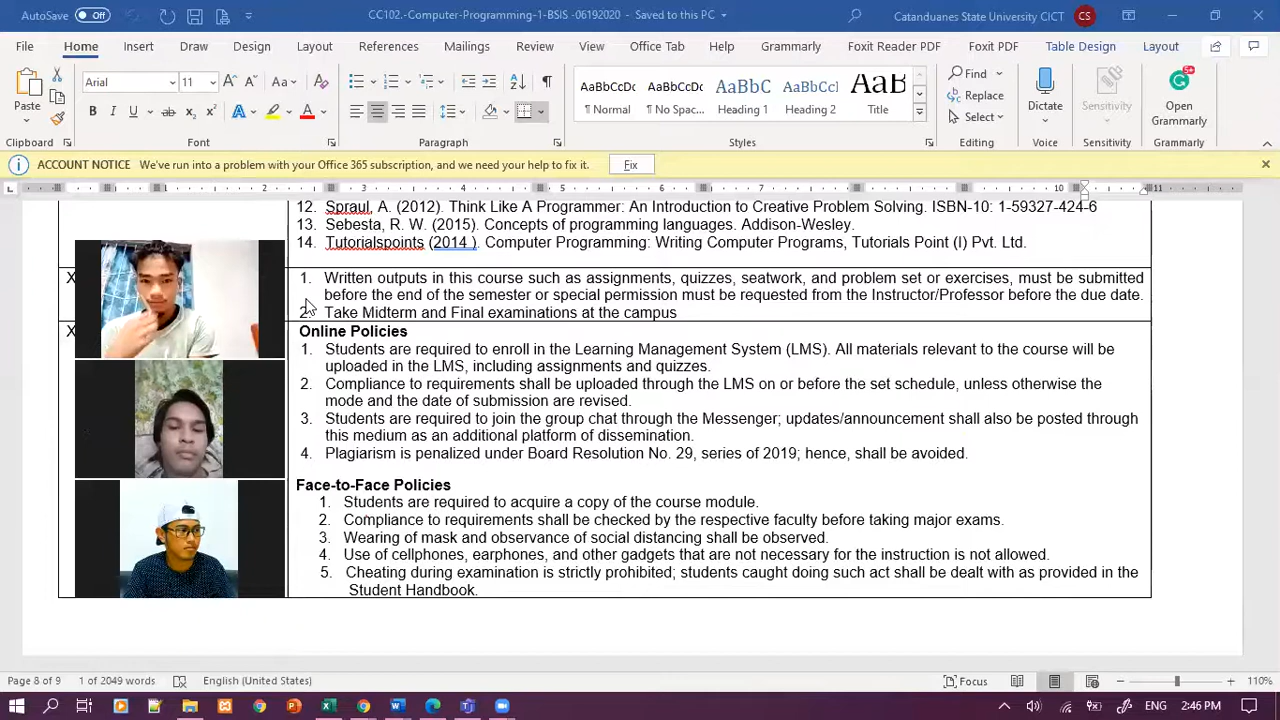 AutoSave Off CC102.-Computer-Programming-1-BSIS -06192020 - Saved to this PC Catanduanes State University CICT CS
File Home Insert Draw Design Layout References Mailings Review View Office Tab Help Grammarly Foxit Reader PDF Foxit PDF Table Design Layout
Paste Arial 11 AaBbCcDc AaBbCcDc AaBbC AaBbCcI AaB Find Replace Select Dictate Sensitivity Open Grammarly
¶ Normal ¶ No Spac... Heading 1 Heading 2 Title
Clipboard Font Paragraph Styles Editing Voice Sensitivity Grammarly
ACCOUNT NOTICE We've run into a problem with your Office 365 subscription, and we need your help to fix it. Fix
1 2 3 4 5 6 7 8 9 10 11
12. Spraul, A. (2012). Think Like A Programmer: An Introduction to Creative Problem Solving. ISBN-10: 1-59327-424-6
13. Sebesta, R. W. (2015). Concepts of programming languages. Addison-Wesley.
14. Tutorialspoints (2014 ). Computer Programming: Writing Computer Programs, Tutorials Point (I) Pvt. Ltd.
X 1. Written outputs in this course such as assignments, quizzes, seatwork, and problem set or exercises, must be submitted
before the end of the semester or special permission must be requested from the Instructor/Professor before the due date.
2. Take Midterm and Final examinations at the campus
X Online Policies
1. Students are required to enroll in the Learning Management System (LMS). All materials relevant to the course will be
uploaded in the LMS, including assignments and quizzes.
2. Compliance to requirements shall be uploaded through the LMS on or before the set schedule, unless otherwise the
mode and the date of submission are revised.
3. Students are required to join the group chat through the Messenger; updates/announcement shall also be posted through
this medium as an additional platform of dissemination.
4. Plagiarism is penalized under Board Resolution No. 29, series of 2019; hence, shall be avoided.
Face-to-Face Policies
1. Students are required to acquire a copy of the course module.
2. Compliance to requirements shall be checked by the respective faculty before taking major exams.
3. Wearing of mask and observance of social distancing shall be observed.
4. Use of cellphones, earphones, and other gadgets that are not necessary for the instruction is not allowed.
5. Cheating during examination is strictly prohibited; students caught doing such act shall be dealt with as provided in the
Student Handbook.
Page 8 of 9 1 of 2049 words English (United States) Focus 110%
2:46 PM